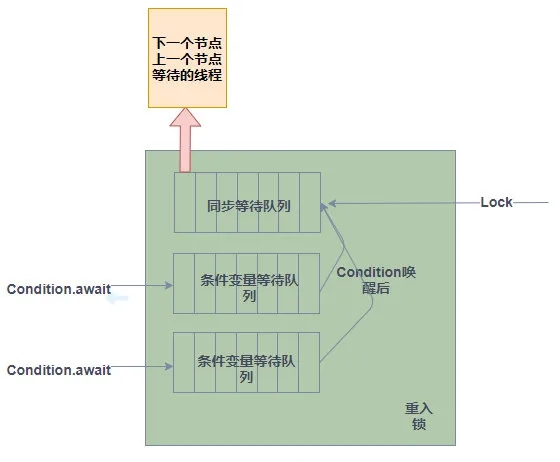 下一个节点
上一个节点
等待的线程
同步等待队列
Lock
Condition.await
条件变量等待队
列
Condition唤
醒后
Condition.await
条件变量等待队
列
重入
锁